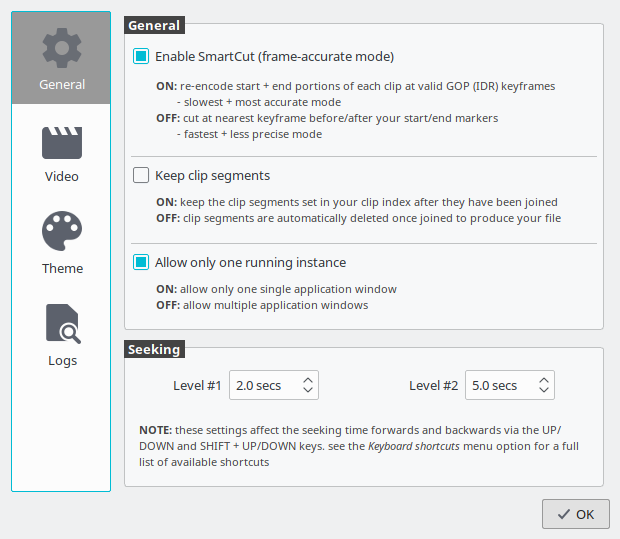 General
Video
Theme
Logs
General
Enable SmartCut (frame-accurate mode)
ON: re-encode start + end portions of each clip at valid GOP (IDR) keyframes
- slowest + most accurate mode
OFF: cut at nearest keyframe before/after your start/end markers
- fastest + less precise mode
Keep clip segments
ON: keep the clip segments set in your clip index after they have been joined
OFF: clip segments are automatically deleted once joined to produce your file
Allow only one running instance
ON: allow only one single application window
OFF: allow multiple application windows
Seeking
Level #1 2.0 secs Level #2 5.0 secs
NOTE: these settings affect the seeking time forwards and backwards via the UP/
DOWN and SHIFT + UP/DOWN keys. see the Keyboard shortcuts menu option for a full
list of available shortcuts
OK